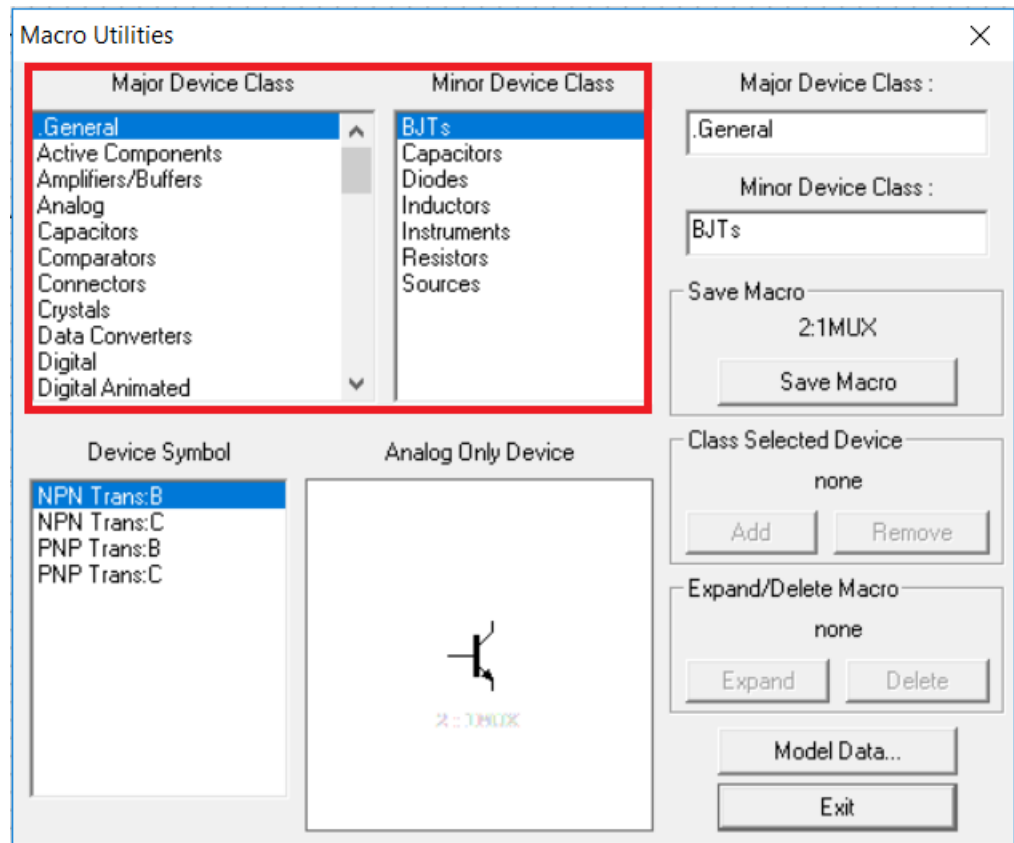 Macro Utilities
Major Device Class
Minor Device Class
.General
Active Components
Amplifiers/Buffers
Analog
Capacitors
Comparators
Connectors
Crystals
Data Converters
Digital
Digital Animated
BJTs
Capacitors
Diodes
Inductors
Instruments
Resistors
Sources
Major Device Class :
.General
Minor Device Class :
BJTs
Save Macro
2:1MUX
Save Macro
Device Symbol
NPN Trans:B
NPN Trans:C
PNP Trans:B
PNP Trans:C
Analog Only Device
2:1MUX
Class Selected Device
none
Add
Remove
Expand/Delete Macro
none
Expand
Delete
Model Data...
Exit